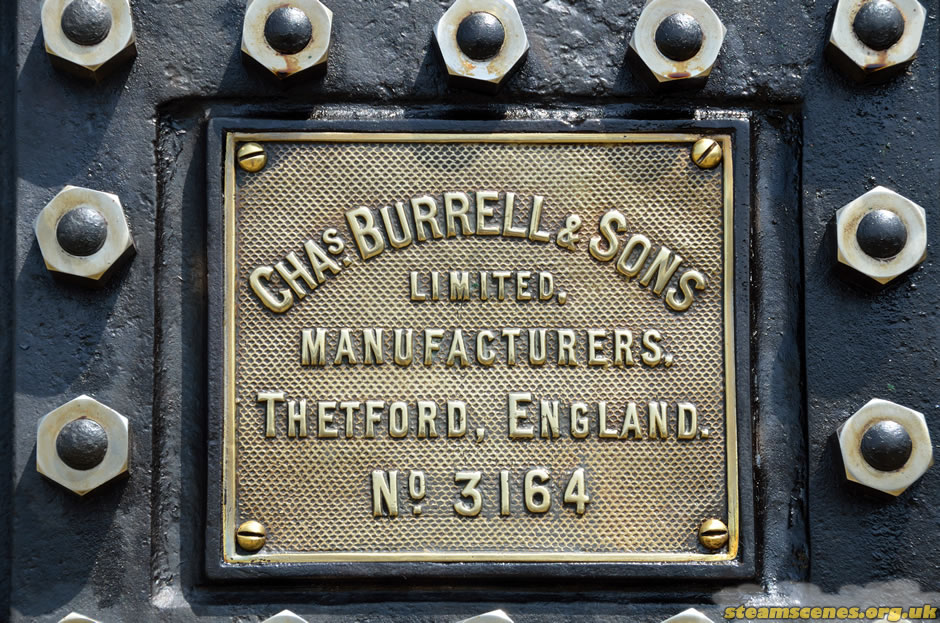 Chas. Burrell & Sons
Limited,
Manufacturers,
Thetford, England.
No. 3164
steamscenes.org.uk